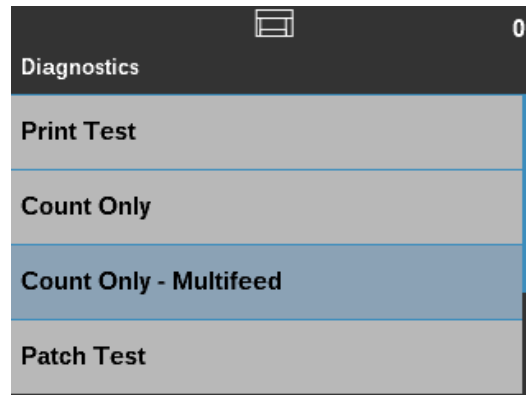 0
Diagnostics
Print Test
Count Only
Count Only - Multifeed
Patch Test